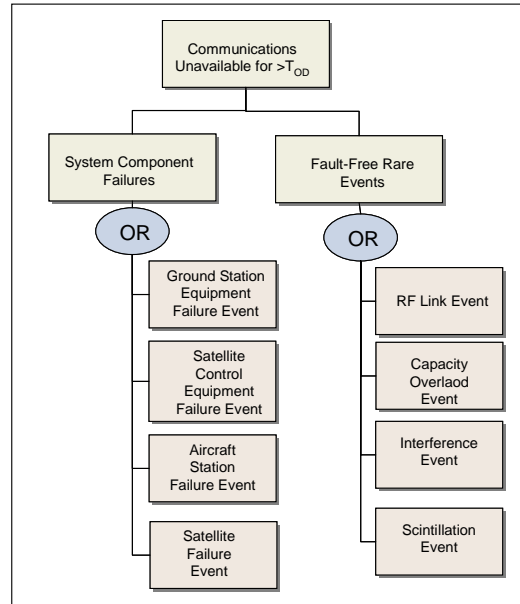 Communications
Unavailable for >TOD
System Component
Failures
Fault-Free Rare
Events
OR
OR
Ground Station
Equipment
Failure Event
Satellite
Control
Equipment
Failure Event
Aircraft
Station
Failure Event
Satellite
Failure
Event
RF Link Event
Capacity
Overlaod
Event
Interference
Event
Scintillation
Event